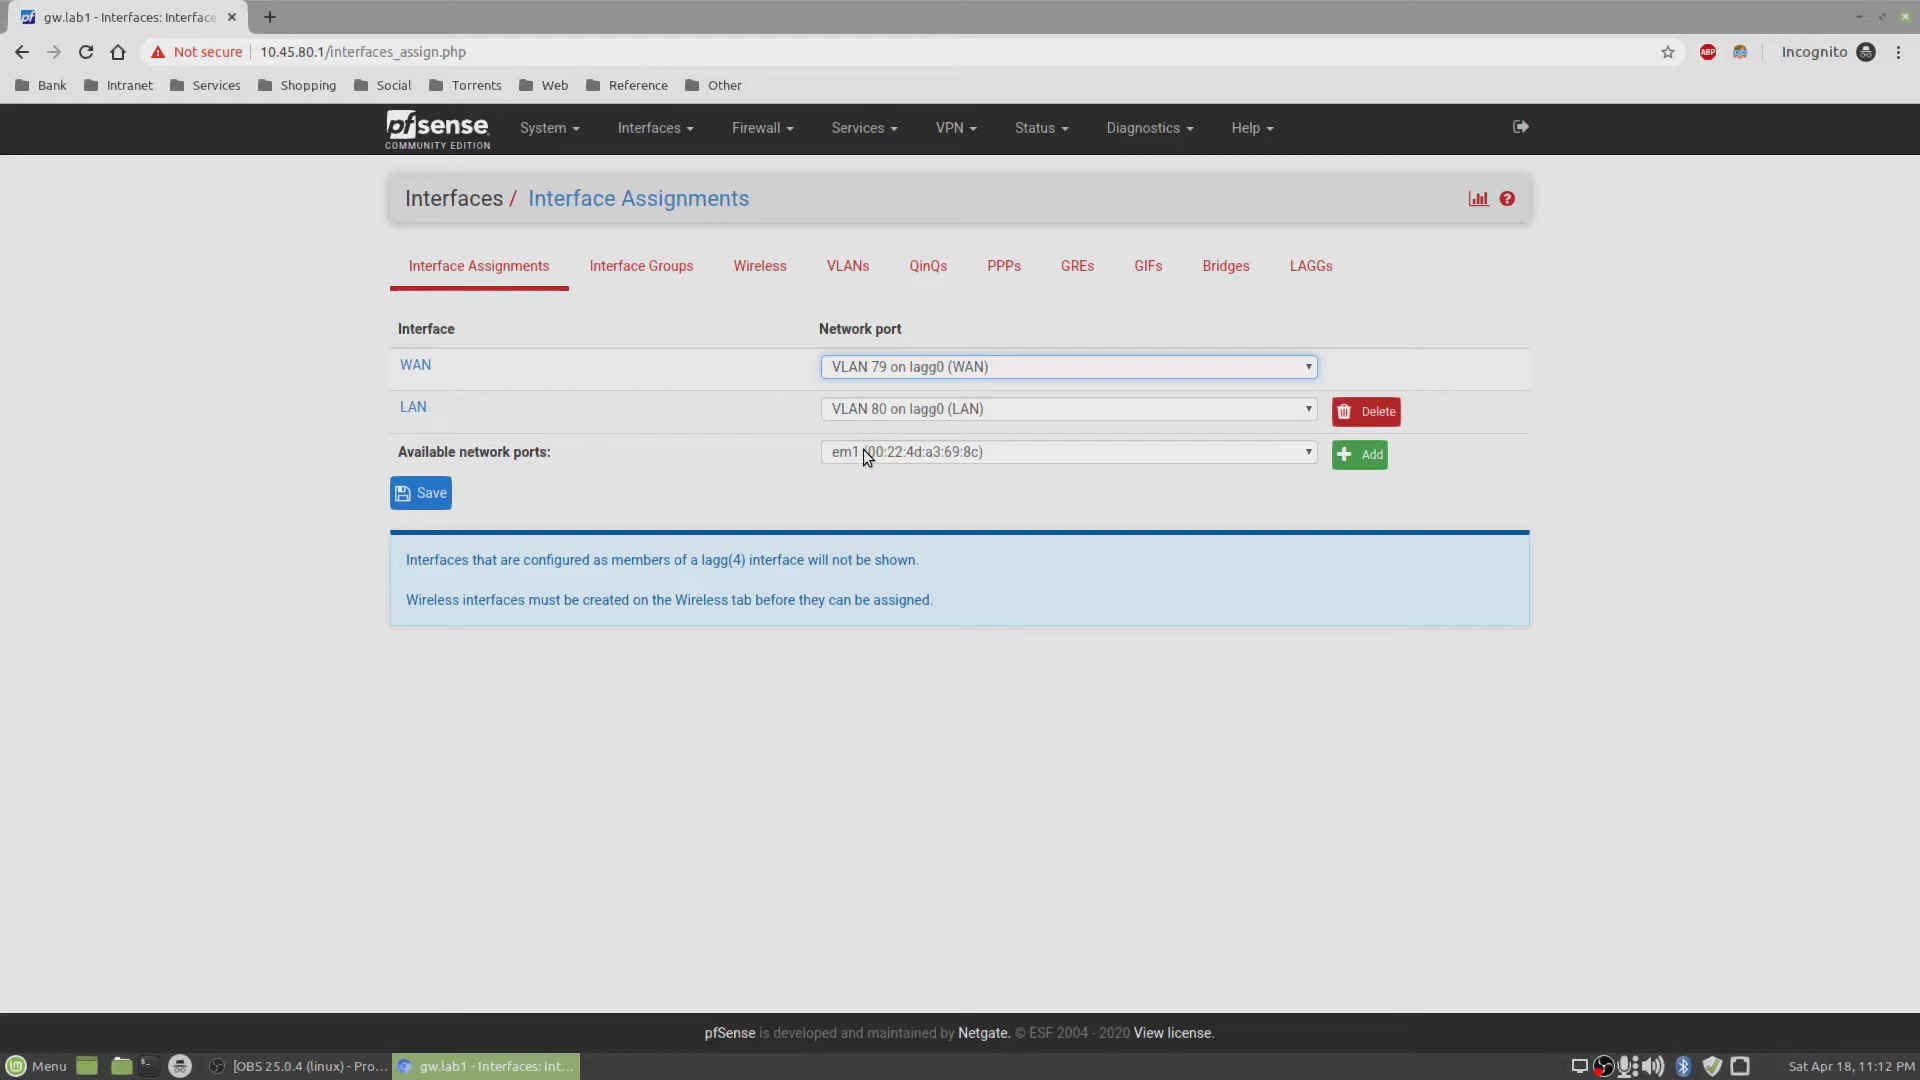 gw.lab1 - Interfaces: Interface
Not secure 10.45.80.1/interfaces_assign.php Incognito
Bank Intranet Services Shopping Social Torrents Web Reference Other
pfsense
COMMUNITY EDITION
System Interfaces Firewall Services VPN Status Diagnostics Help
Interfaces / Interface Assignments
Interface Assignments Interface Groups Wireless VLANs QinQs PPPs GREs GIFs Bridges LAGGs
Interface Network port
WAN VLAN 79 on lagg0 (WAN)
LAN VLAN 80 on lagg0 (LAN) Delete
Available network ports: em1 (00:22:4d:a3:69:8c) Add
Save
Interfaces that are configured as members of a lagg(4) interface will not be shown.
Wireless interfaces must be created on the Wireless tab before they can be assigned.
pfSense is developed and maintained by Netgate. © ESF 2004 - 2020 View license.
Menu [OBS 25.0.4 (linux) - Pro... gw.lab1 - Interfaces: Int... Sat Apr 18, 11:12 PM